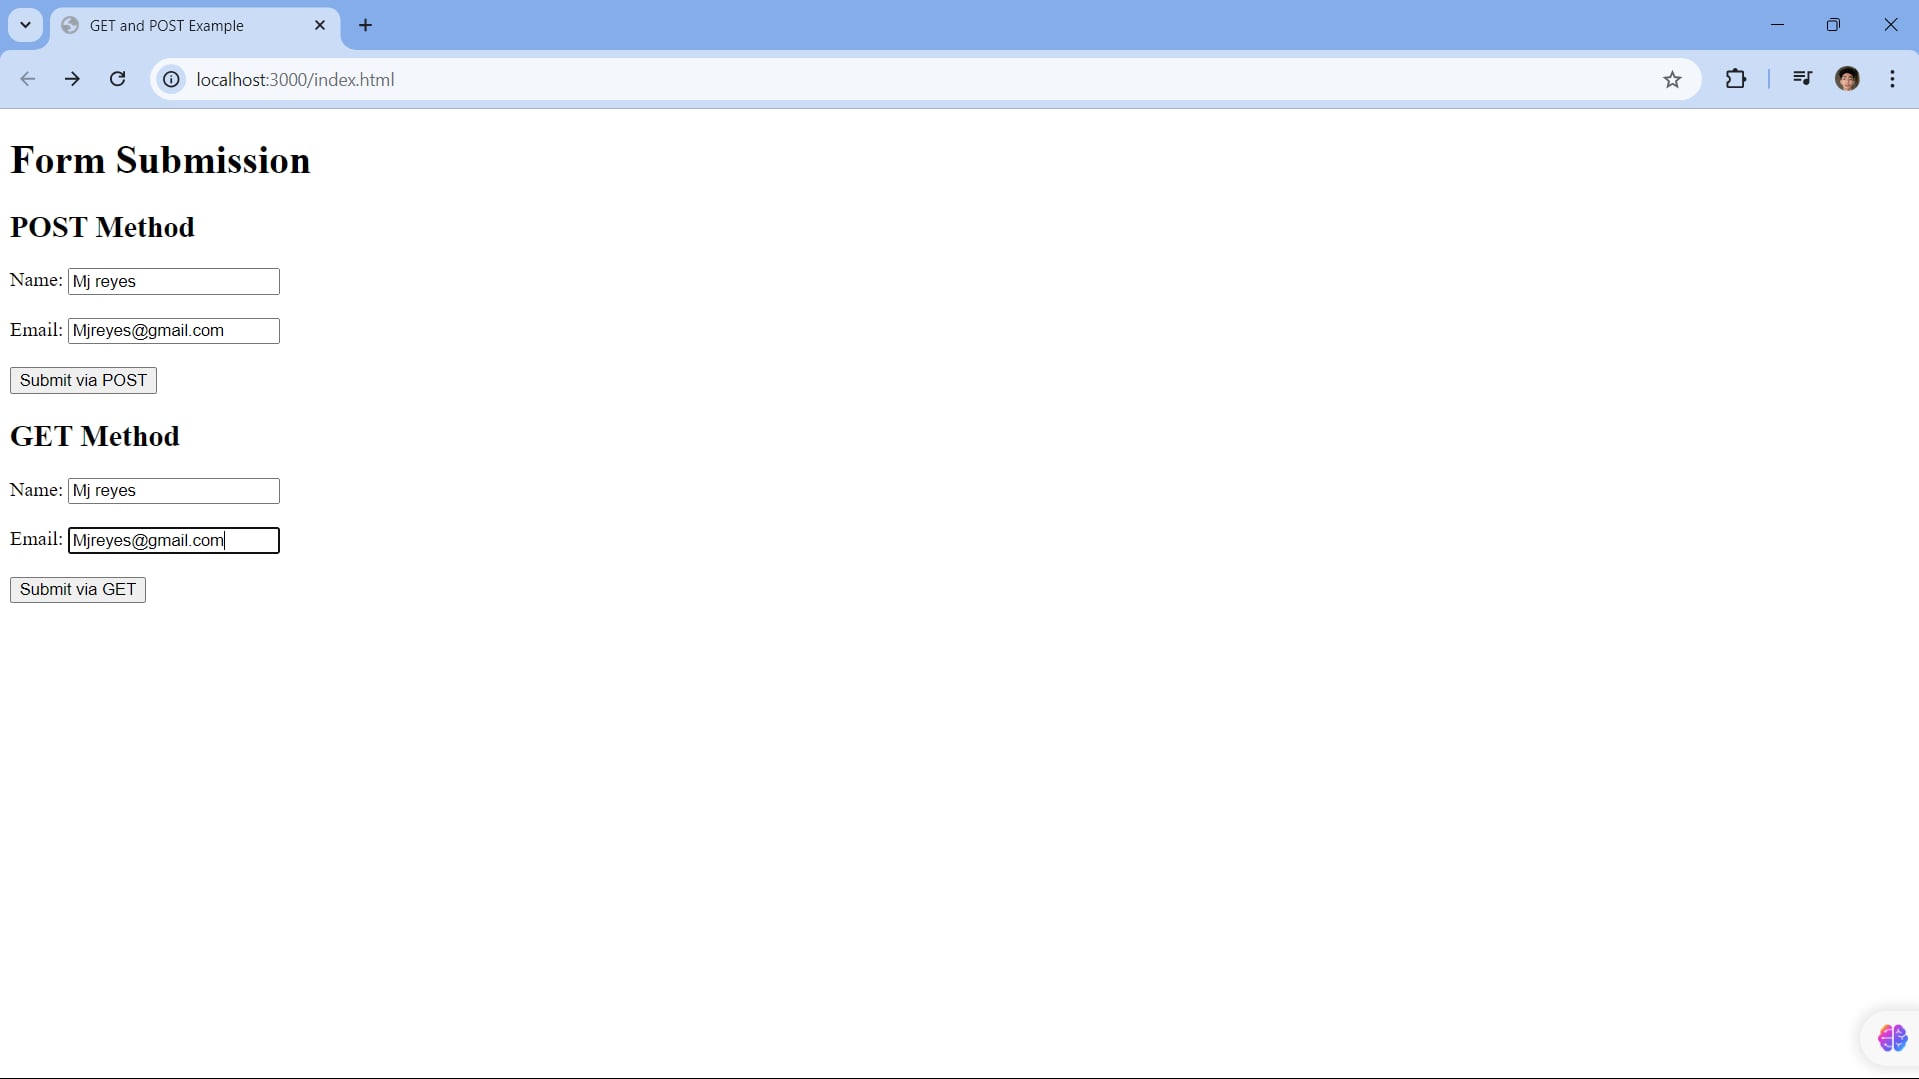 GET and POST Example
localhost:3000/index.html
Form Submission
POST Method
Name: Mj reyes
Email: Mjreyes@gmail.com
Submit via POST
GET Method
Name: Mj reyes
Email: Mjreyes@gmail.com
Submit via GET